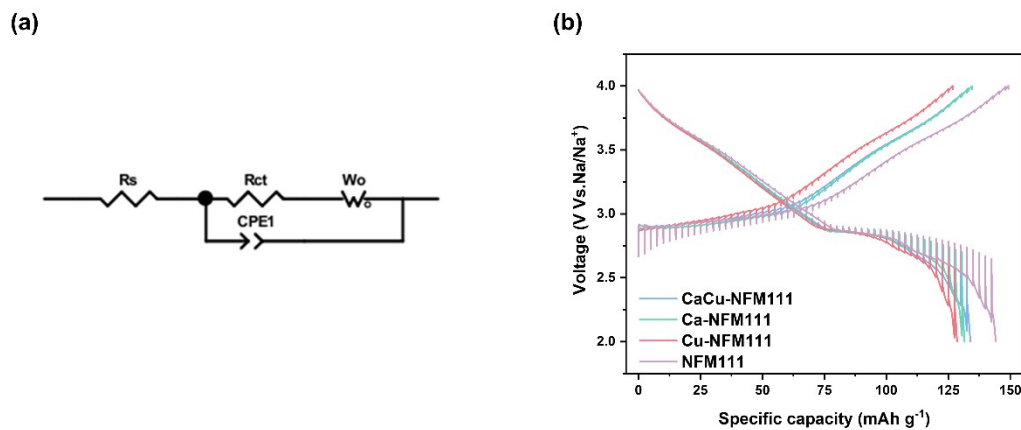 (a)
Rs
Rct
Wo
CPE1
(b)
Voltage (V Vs.Na/Na⁺)
4.0
3.5
3.0
2.5
2.0
CaCu-NFM111
Ca-NFM111
Cu-NFM111
NFM111
0 25 50 75 100 125 150
Specific capacity (mAh g⁻¹)